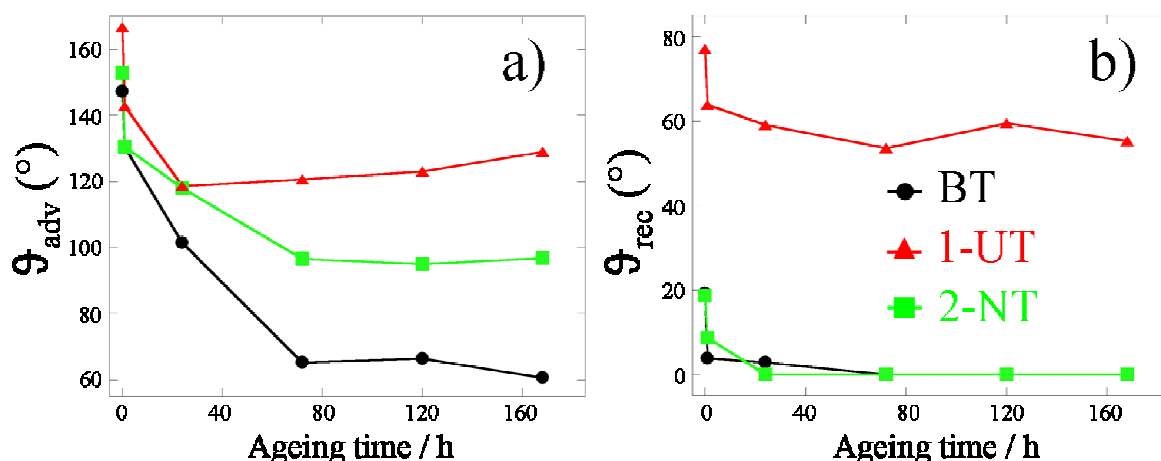 a)
160
140
120
100
80
60
ϑadv (°)
0 40 80 120 160
Ageing time / h
b)
80
60
40
20
0
ϑrec (°)
BT
1-UT
2-NT
0 40 80 120 160
Ageing time / h